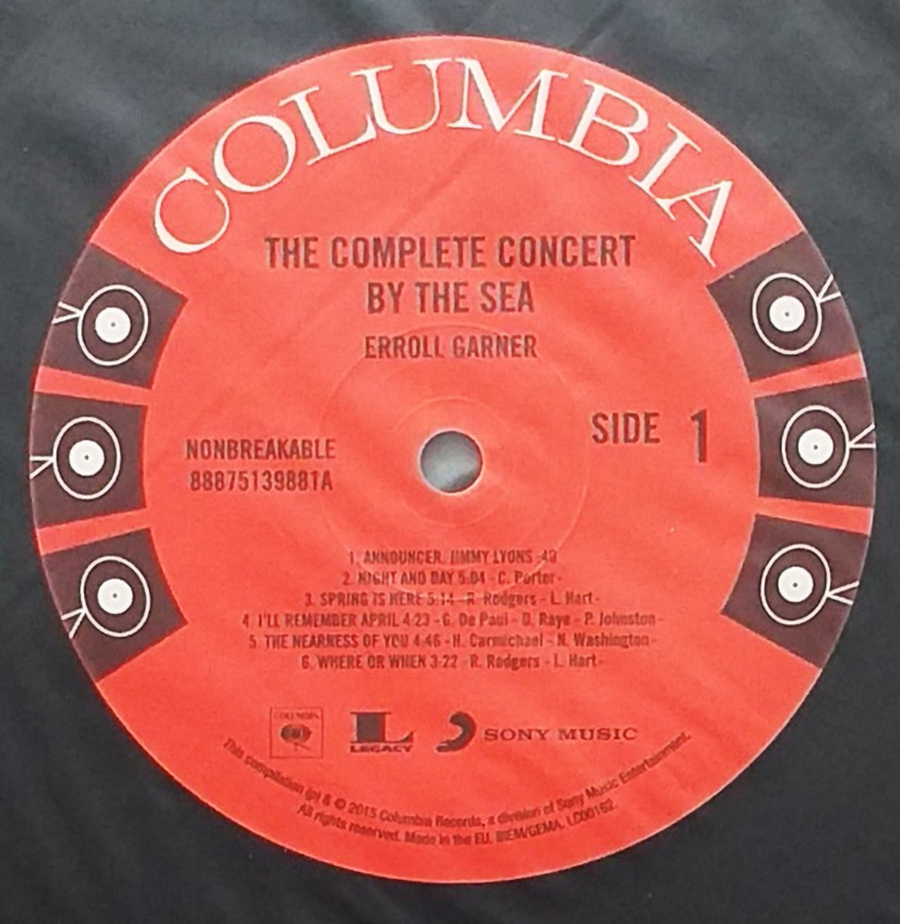 COLUMBIA
THE COMPLETE CONCERT
BY THE SEA
ERROLL GARNER
SIDE 1
NONBREAKABLE
88875139881A
1. ANNOUNCER, JIMMY LYONS :49
2. NIGHT AND DAY 5:04 - C. Porter-
3. SPRING IS HERE 5:14 - R. Rodgers - L. Hart -
4. I'LL REMEMBER APRIL 4:23 - G. De Paul - D. Raye - P. Johnston-
5. THE NEARNESS OF YOU 4:46 - H. Carmichael - N. Washington-
6. WHERE OR WHEN 3:22 - R. Rodgers - L. Hart-
COLUMBIA
L LEGACY
SONY MUSIC
This compilation (p) & © 2015 Columbia Records, a division of Sony Music Entertainment.
All rights reserved. Made in the EU. BIEM/GEMA. LC00162.